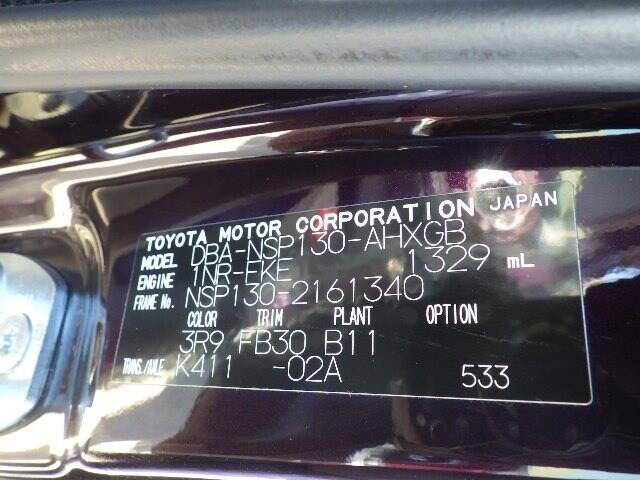 TOYOTA MOTOR CORPORATION JAPAN
MODEL DBA-NSP130-AHXGB
ENGINE 1NR-FKE 1329 mL
FRAME No. NSP130-2161340
COLOR TRIM PLANT OPTION
3R9 FB30 B11
TRANS./AXLE K411 -02A 533